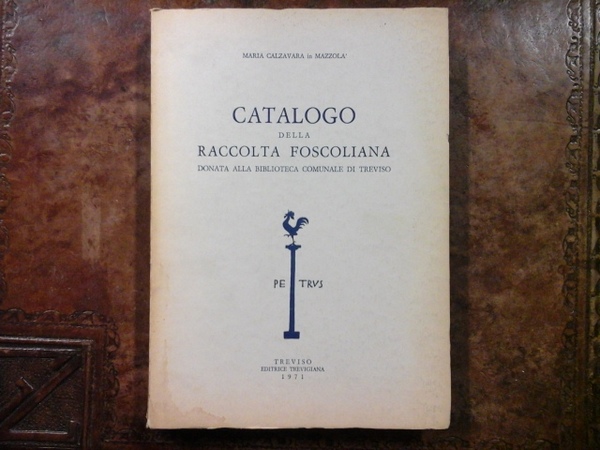 MARIA CALZAVARA in MAZZOLA'
CATALOGO
DELLA
RACCOLTA FOSCOLIANA
DONATA ALLA BIBLIOTECA COMUNALE DI TREVISO
PE TRVS
TREVISO
EDITRICE TREVIGIANA
1971